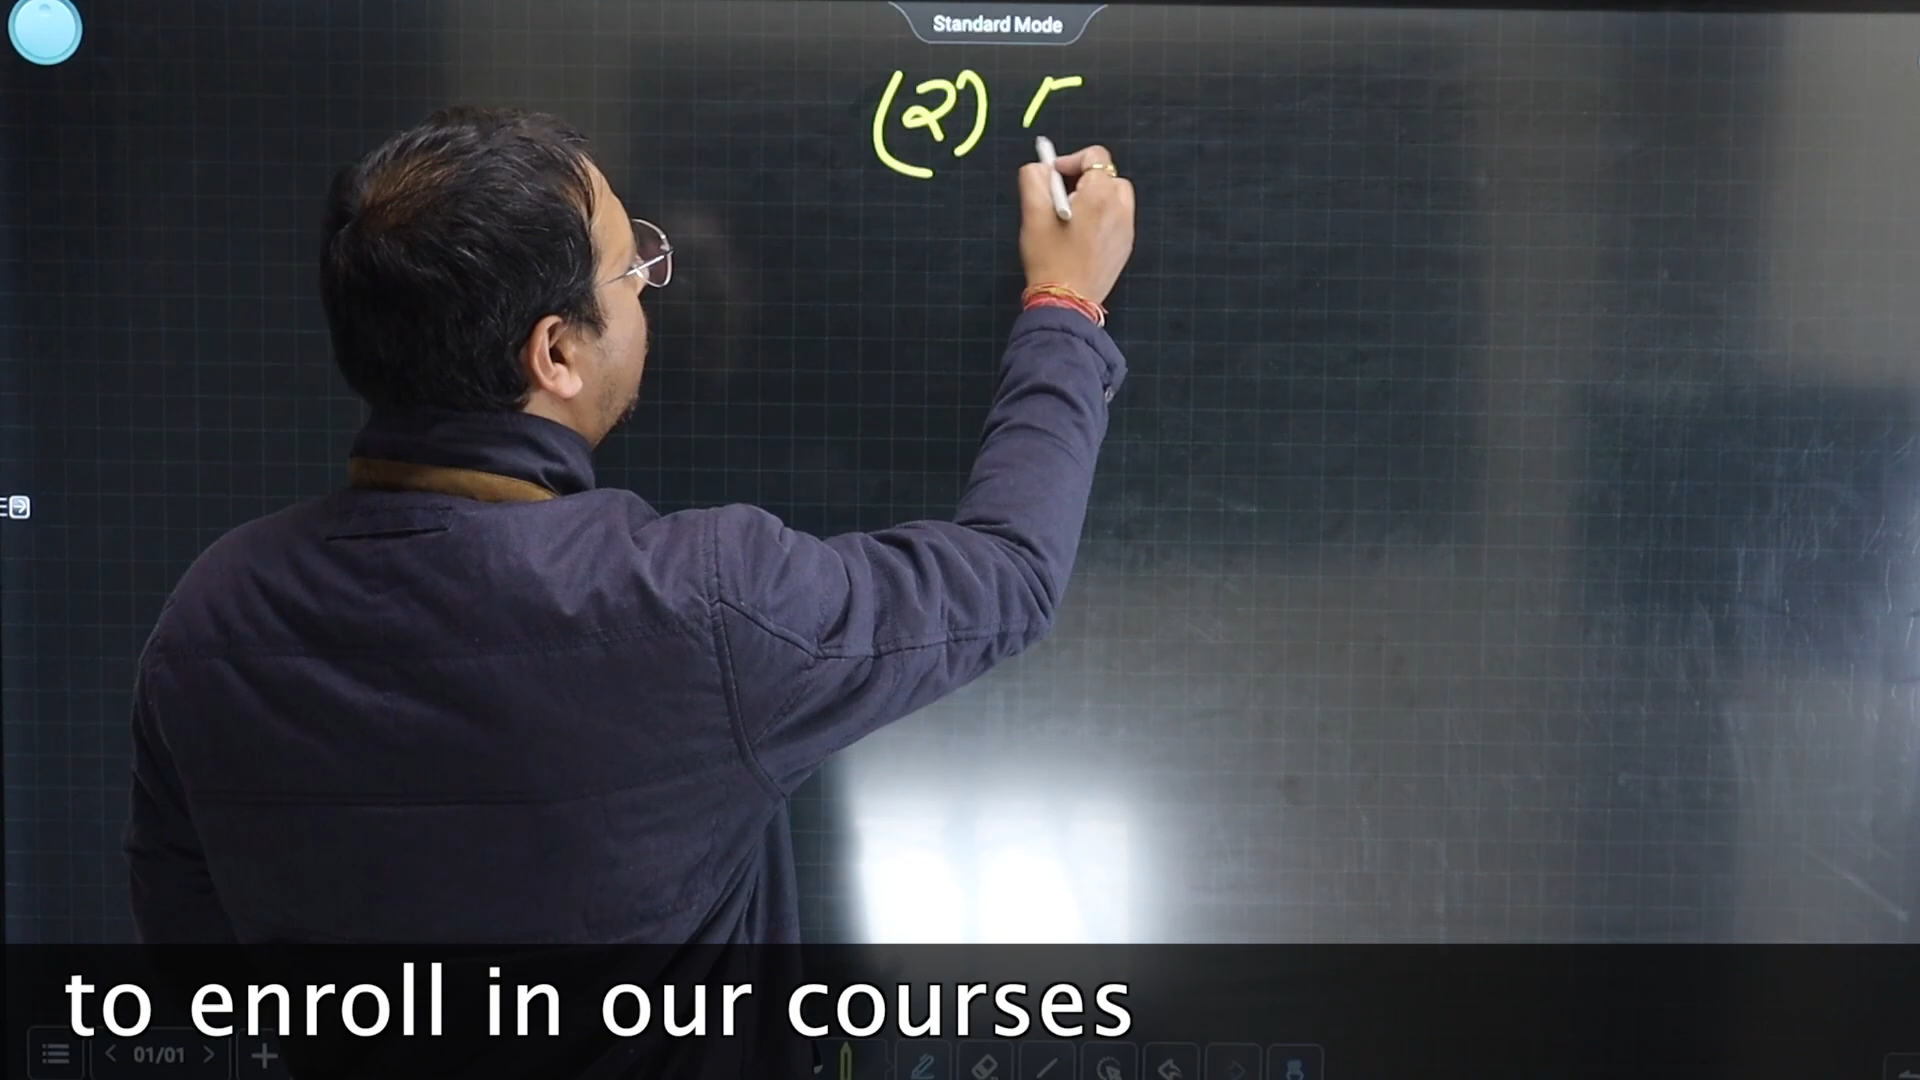 Standard Mode
(२)
to enroll in our courses
01/01